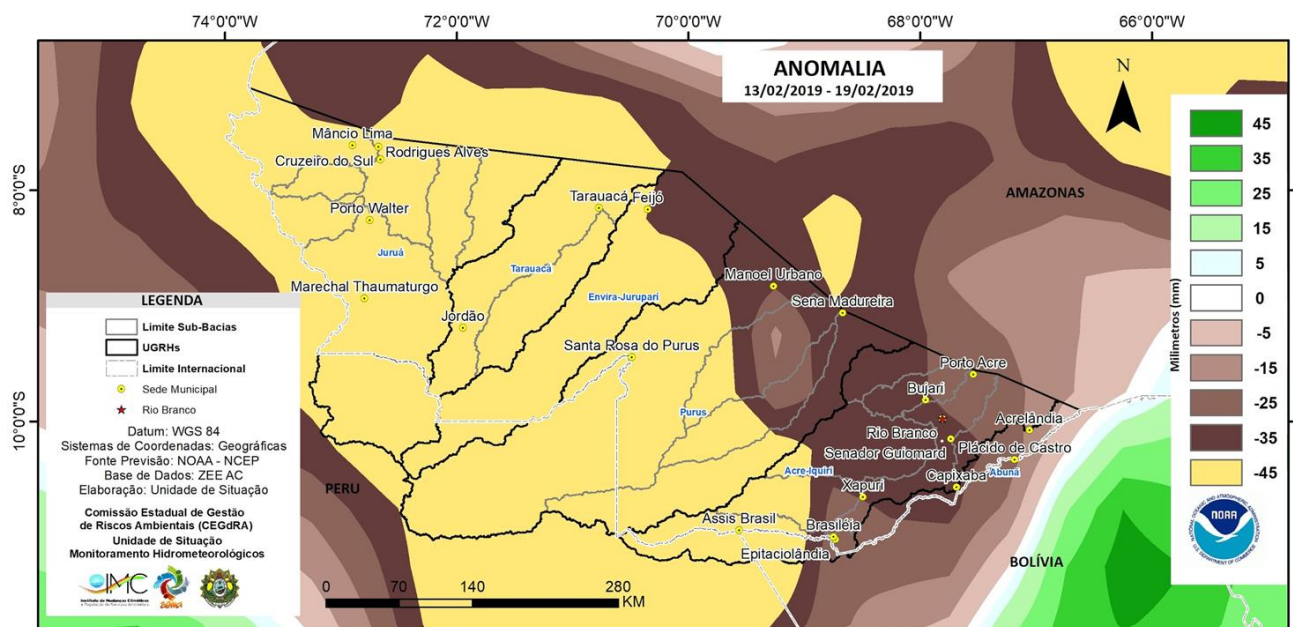 74°0'0"W 72°0'0"W 70°0'0"W 68°0'0"W 66°0'0"W
ANOMALIA
13/02/2019 - 19/02/2019
N
8°0'0"S
10°0'0"S
Mâncio Lima
Cruzeiro do Sul
Rodrigues Alves
Porto Walter
Juruá
Marechal Thaumaturgo
Tarauacá
Feijó
Tarauacá
Jordão
Envira-Jurupari
Santa Rosa do Purus
Manoel Urbano
Sena Madureira
Purus
Porto Acre
Bujari
Rio Branco
Senador Guiomard
Acrelândia
Plácido de Castro
Abunã
Capixaba
Acre-Iquiri
Xapuri
Assis Brasil
Brasiléia
Epitaciolândia
AMAZONAS
PERU
BOLÍVIA
LEGENDA
Limite Sub-Bacias
UGRHs
Limite Internacional
Sede Municipal
Rio Branco
Datum: WGS 84
Sistemas de Coordenadas: Geográficas
Fonte Previsão: NOAA - NCEP
Base de Dados: ZEE AC
Elaboração: Unidade de Situação
Comissão Estadual de Gestão
de Riscos Ambientais (CEGdRA)
Unidade de Situação
Monitoramento Hidrometeorológicos
IMC
0 70 140 280
KM
Milímetros (mm)
45
35
25
15
5
0
-5
-15
-25
-35
-45
NOAA